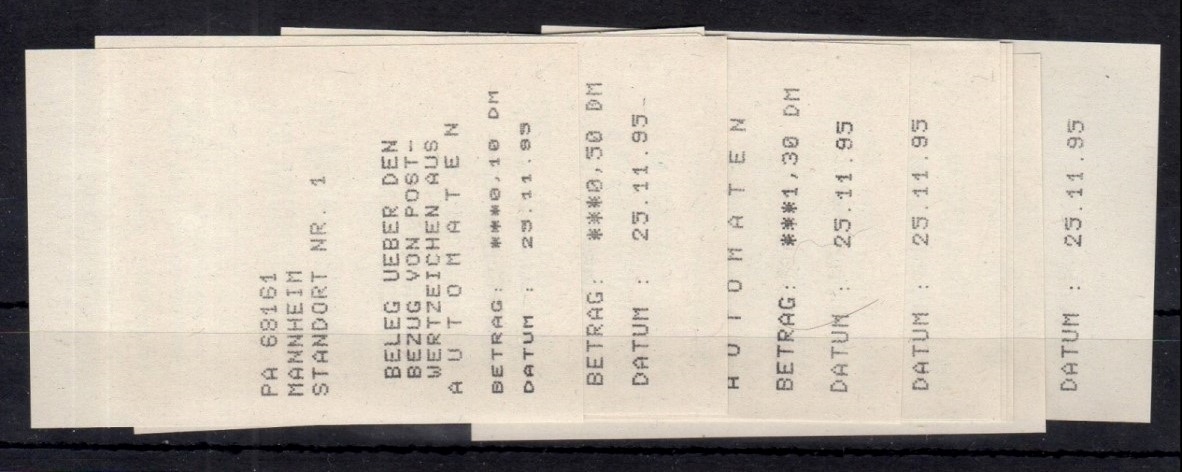 PA 68161
MANNHEIM
STANDORT NR. 1
BELEG UEBER DEN
BEZUG VON POST-
WERTZEICHEN AUS
A U T O M A T E N
BETRAG: ***0,10 DM
DATUM : 25.11.95
BETRAG: ***0,50 DM
DATUM : 25.11.95
A U T O M A T E N
BETRAG: ***1,30 DM
DATUM : 25.11.95
DATUM : 25.11.95
DATUM : 25.11.95